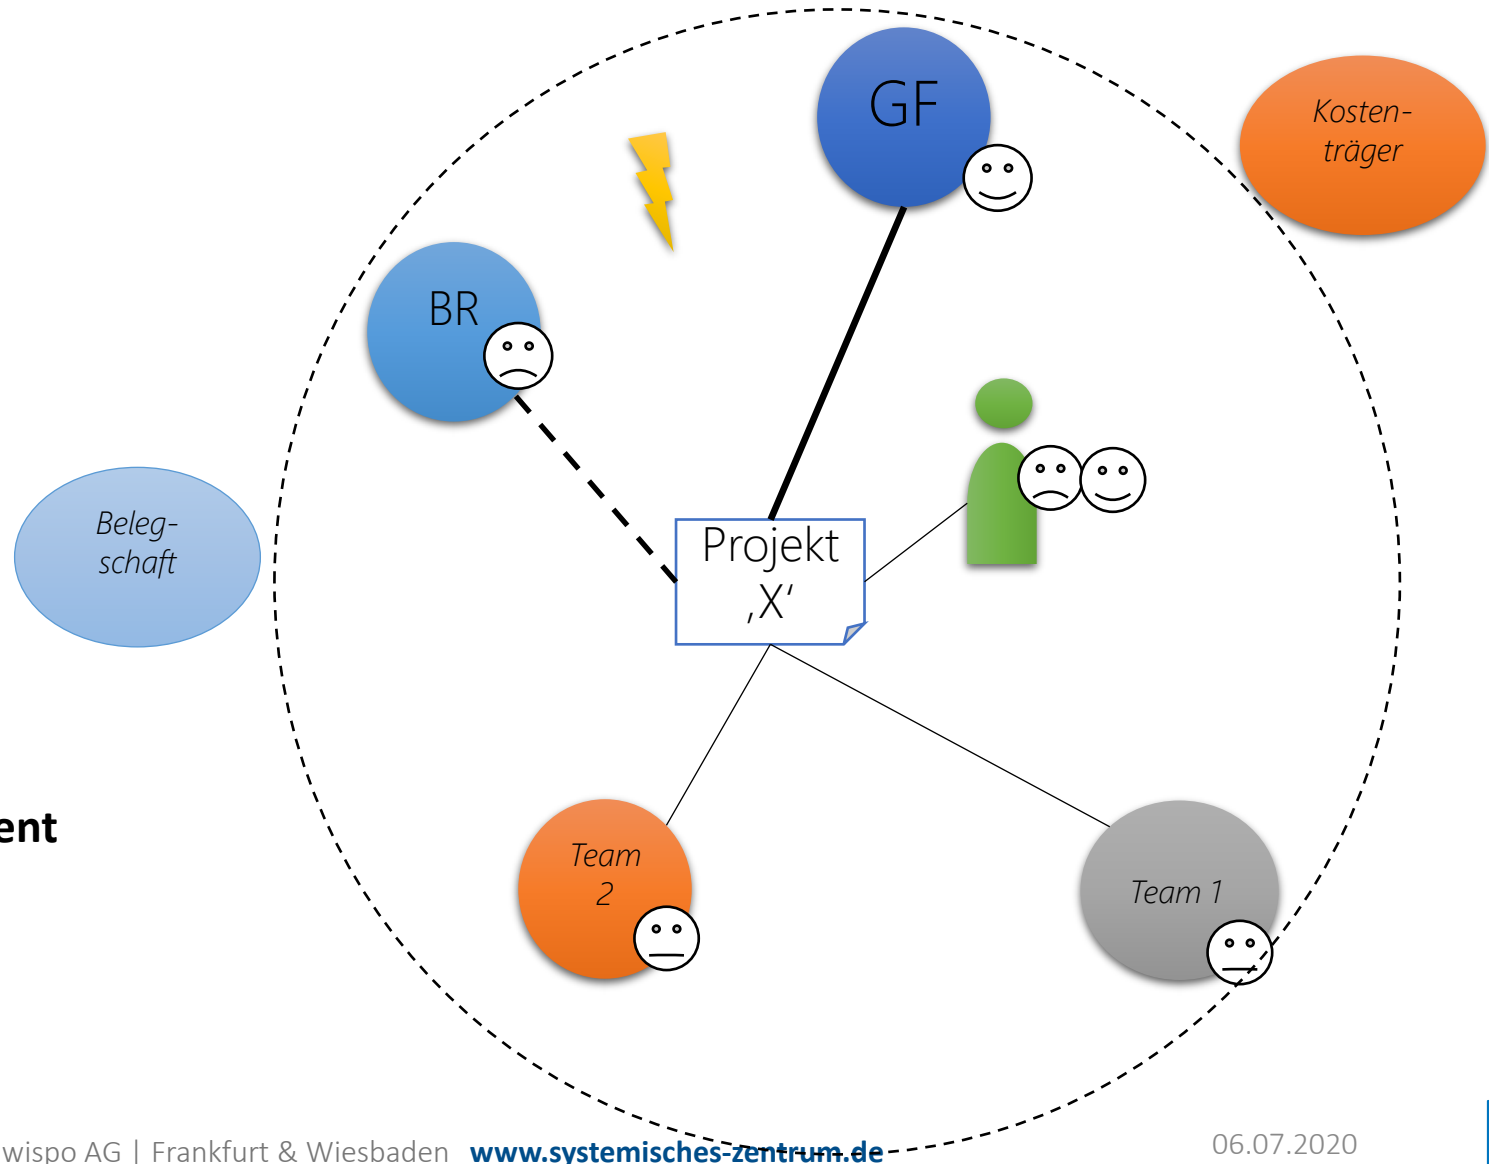 GF
Kosten-
träger
BR
Beleg-
schaft
Projekt
‚X‘
ent
Team
2
Team 1
wispo AG | Frankfurt & Wiesbaden www.systemisches-zentrum.de
06.07.2020